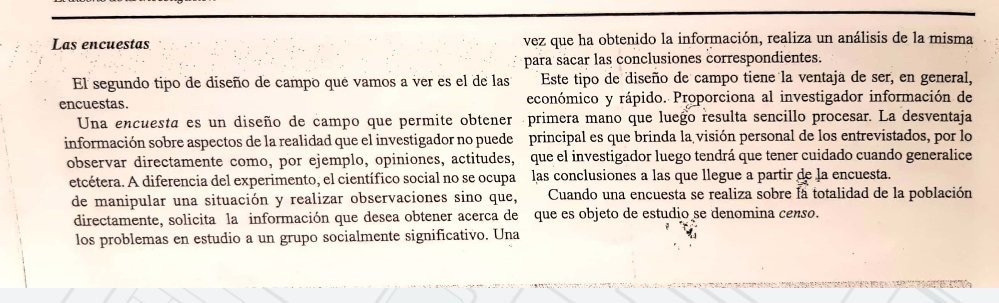 Las encuestas
El segundo tipo de diseño de campo que vamos a ver es el de las
encuestas.
Una encuesta es un diseño de campo que permite obtener
información sobre aspectos de la realidad que el investigador no puede
observar directamente como, por ejemplo, opiniones, actitudes,
etcétera. A diferencia del experimento, el científico social no se ocupa
de manipular una situación y realizar observaciones sino que,
directamente, solicita la información que desea obtener acerca de
los problemas en estudio a un grupo socialmente significativo. Una
vez que ha obtenido la información, realiza un análisis de la misma
para sacar las conclusiones correspondientes.
Este tipo de diseño de campo tiene la ventaja de ser, en general,
económico y rápido. Proporciona al investigador información de
primera mano que luego resulta sencillo procesar. La desventaja
principal es que brinda la visión personal de los entrevistados, por lo
que el investigador luego tendrá que tener cuidado cuando generalice
las conclusiones a las que llegue a partir de la encuesta.
Cuando una encuesta se realiza sobre la totalidad de la población
que es objeto de estudio se denomina censo.